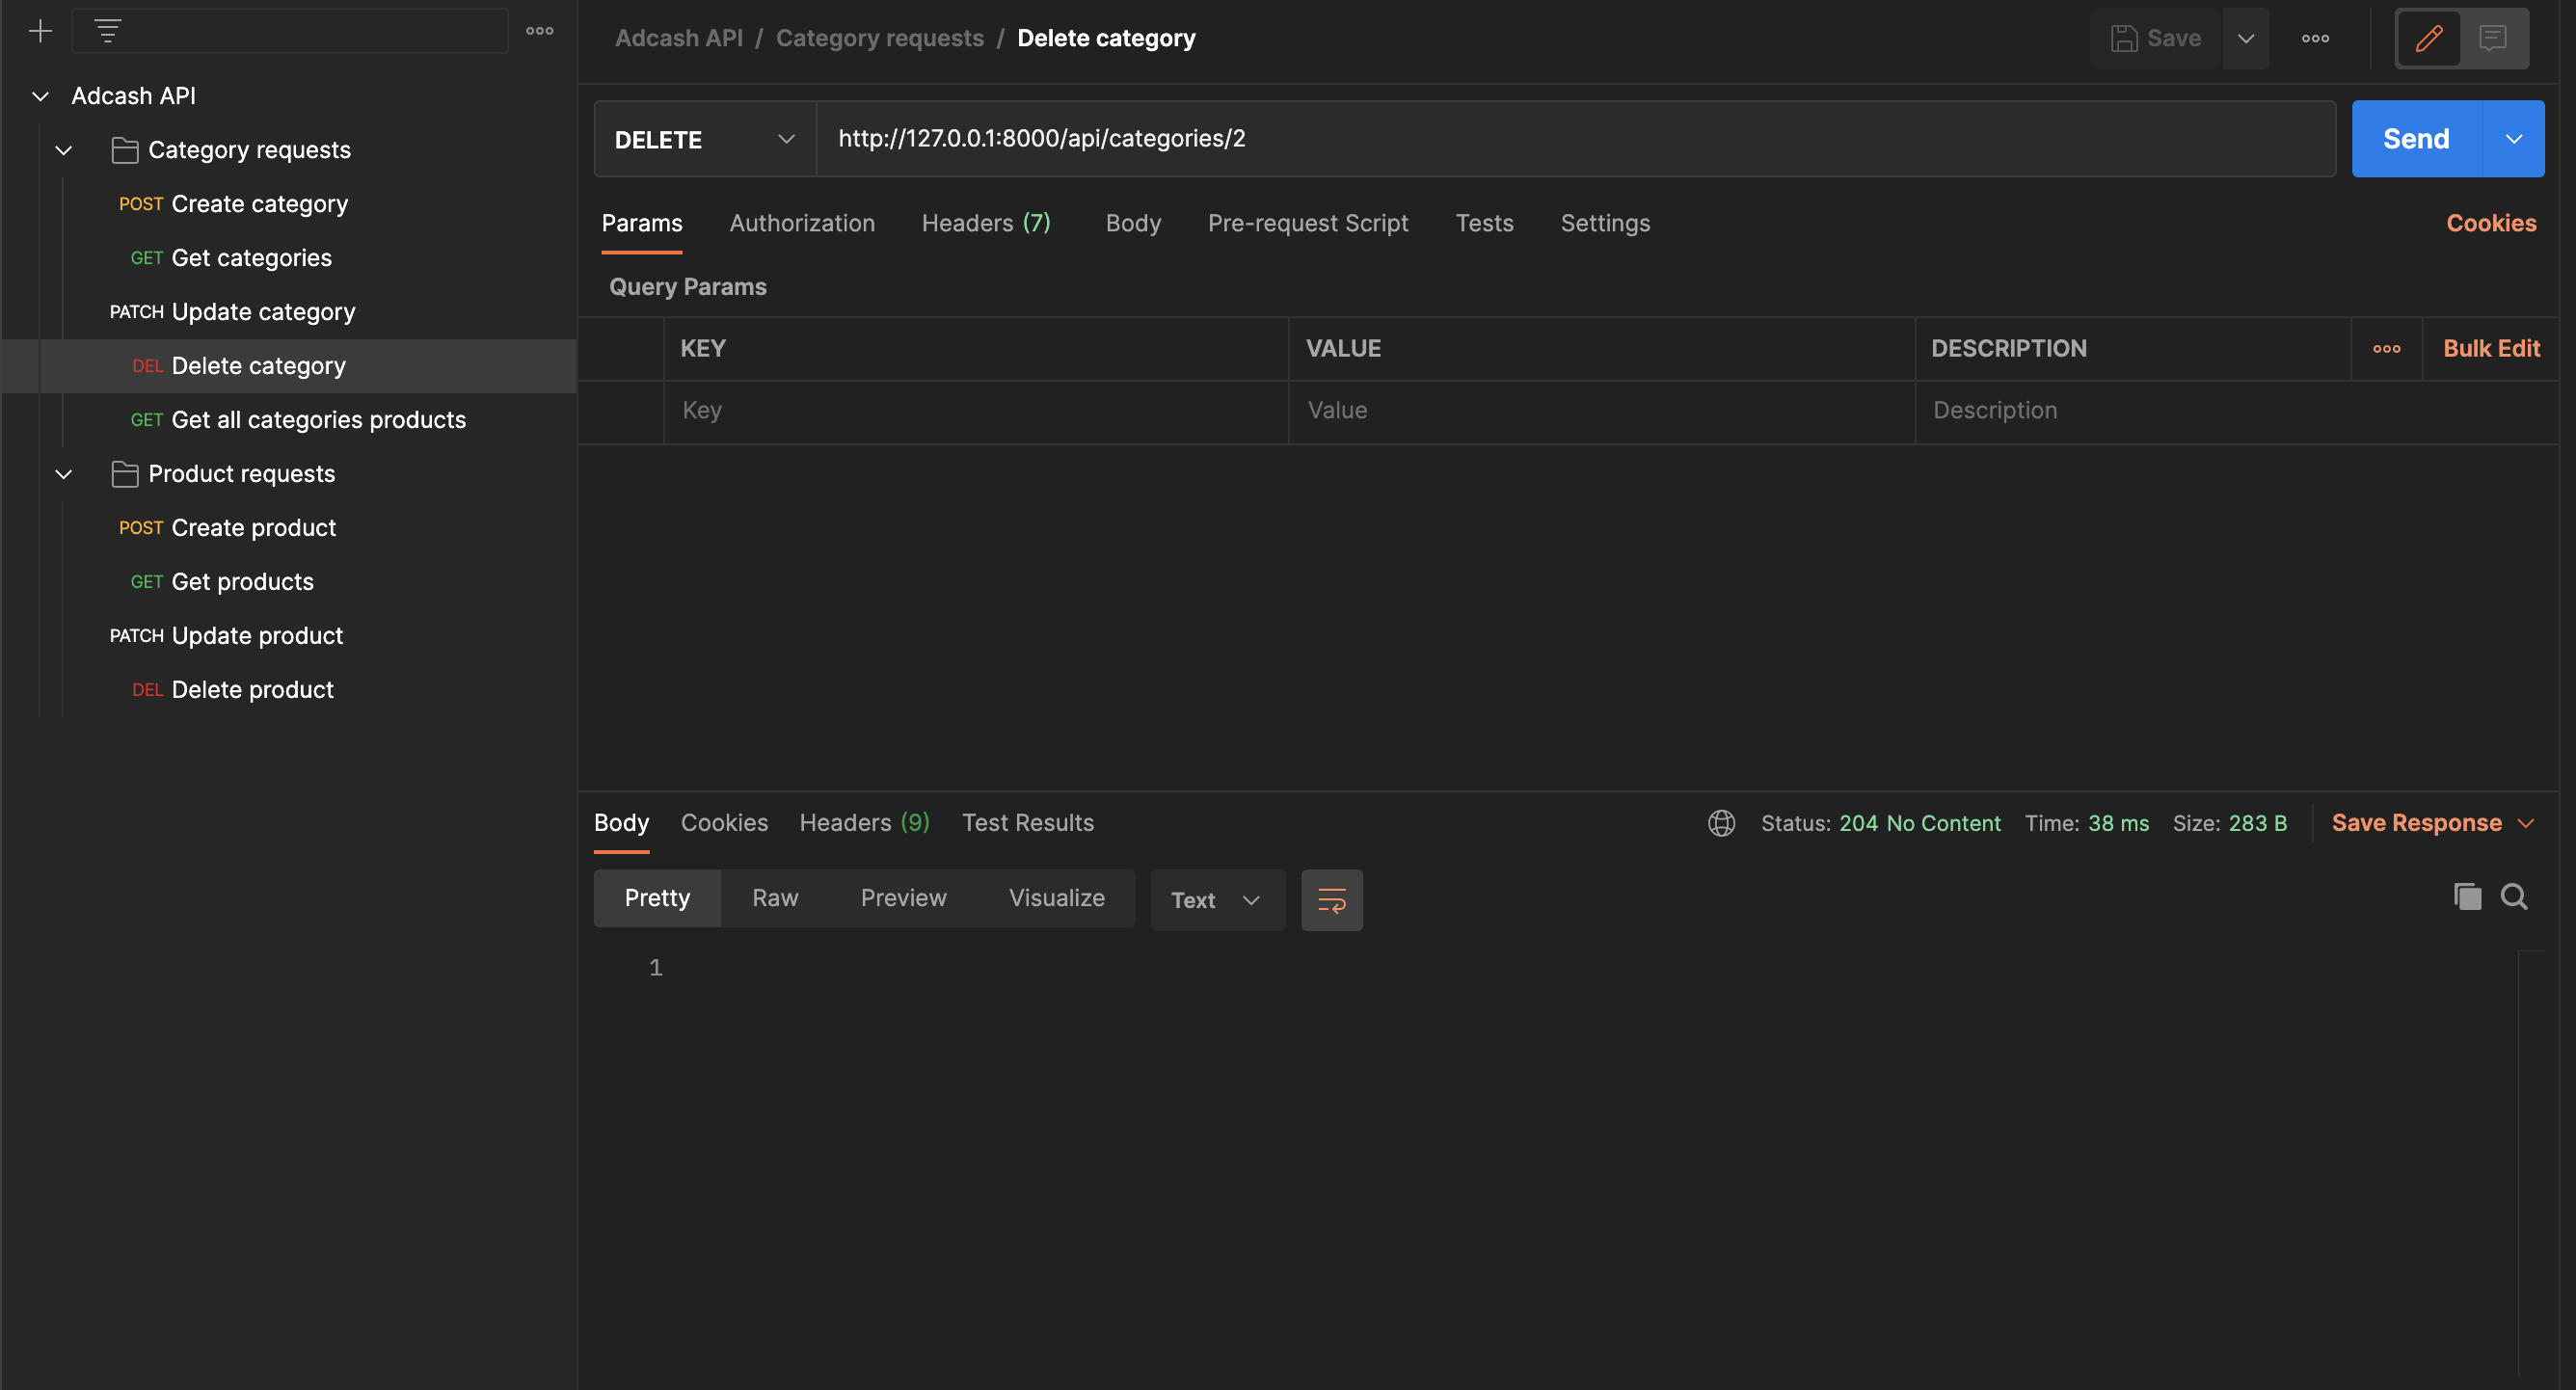 Adcash API
Category requests
POST Create category
GET Get categories
PATCH Update category
DEL Delete category
GET Get all categories products
Product requests
POST Create product
GET Get products
PATCH Update product
DEL Delete product
Adcash API / Category requests / Delete category
Save
DELETE http://127.0.0.1:8000/api/categories/2 Send
Params Authorization Headers (7) Body Pre-request Script Tests Settings Cookies
Query Params
KEY VALUE DESCRIPTION Bulk Edit
Key Value Description
Body Cookies Headers (9) Test Results Status: 204 No Content Time: 38 ms Size: 283 B Save Response
Pretty Raw Preview Visualize Text
1